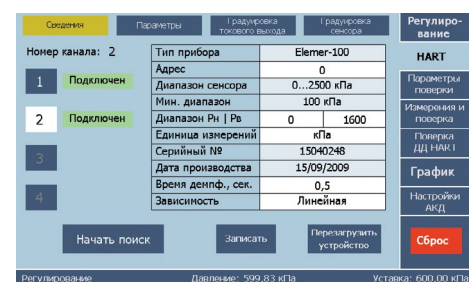 Сведения
Параметры
Градуировка токового выхода
Градуировка сенсора
Регулиро-
вание
Номер канала: 2
HART
1 Подключен
2 Подключен
3
4
Тип прибора Elemer-100
Адрес 0
Диапазон сенсора 0...2500 кПа
Мин. диапазон 100 кПа
Диапазон Рн | Рв 0 1600
Единица измерений кПа
Серийный № 15040248
Дата производства 15/09/2009
Время демпф., сек. 0,5
Зависимость Линейная
Параметры
поверки
Измерения и
поверка
Поверка
ДД HART
График
Настройки
АКД
Начать поиск
Записать
Перезагрузить
устройство
Сброс
Регулирование
Давление: 599,83 кПа
Уставка: 600,00 кПа